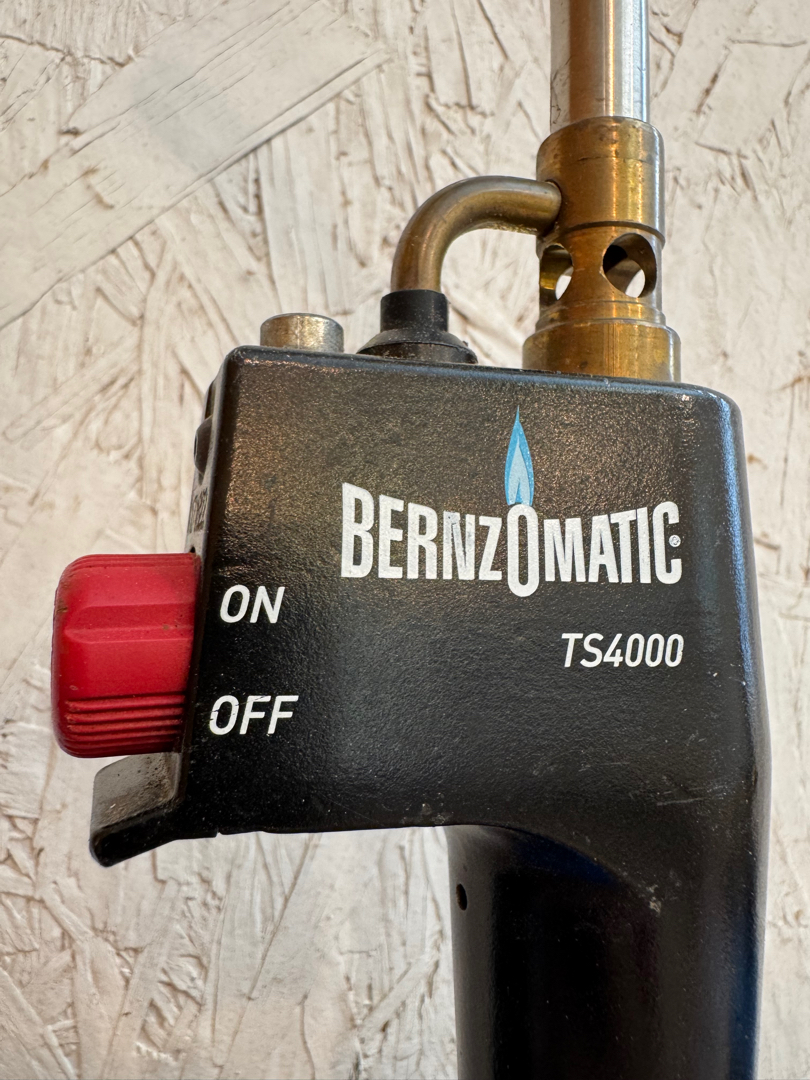 BERNZOMATIC®
ON
TS4000
OFF